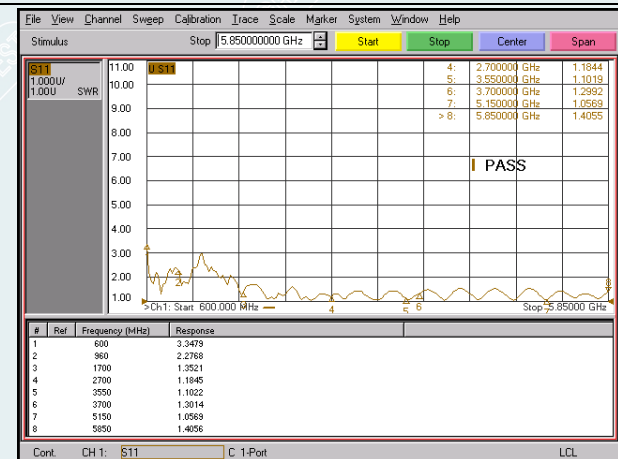 File View Channel Sweep Calibration Trace Scale Marker System Window Help
Stimulus Stop 5.850000000 GHz Start Stop Center Span
S11
1.000U/
1.00U SWR
11.00 U S11
10.00
9.00
8.00
7.00
6.00
5.00
4.00
3.00
2.00
1.00
4: 2.700000 GHz 1.1844
5: 3.550000 GHz 1.1019
6: 3.700000 GHz 1.2992
7: 5.150000 GHz 1.0569
> 8: 5.850000 GHz 1.4055
PASS
2
4 5 6 7 8
>Ch1: Start 600.000 MHz Stop 5.85000 GHz
# Ref Frequency (MHz) Response
1 600 3.3479
2 960 2.2768
3 1700 1.3521
4 2700 1.1845
5 3550 1.1022
6 3700 1.3014
7 5150 1.0569
8 5850 1.4056
Cont. CH 1: S11 C 1-Port LCL